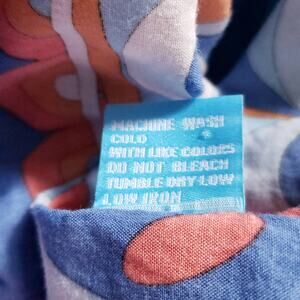 MACHINE WASH
COLD
WITH LIKE COLORS
DO NOT BLEACH
TUMBLE DRY LOW
LOW IRON